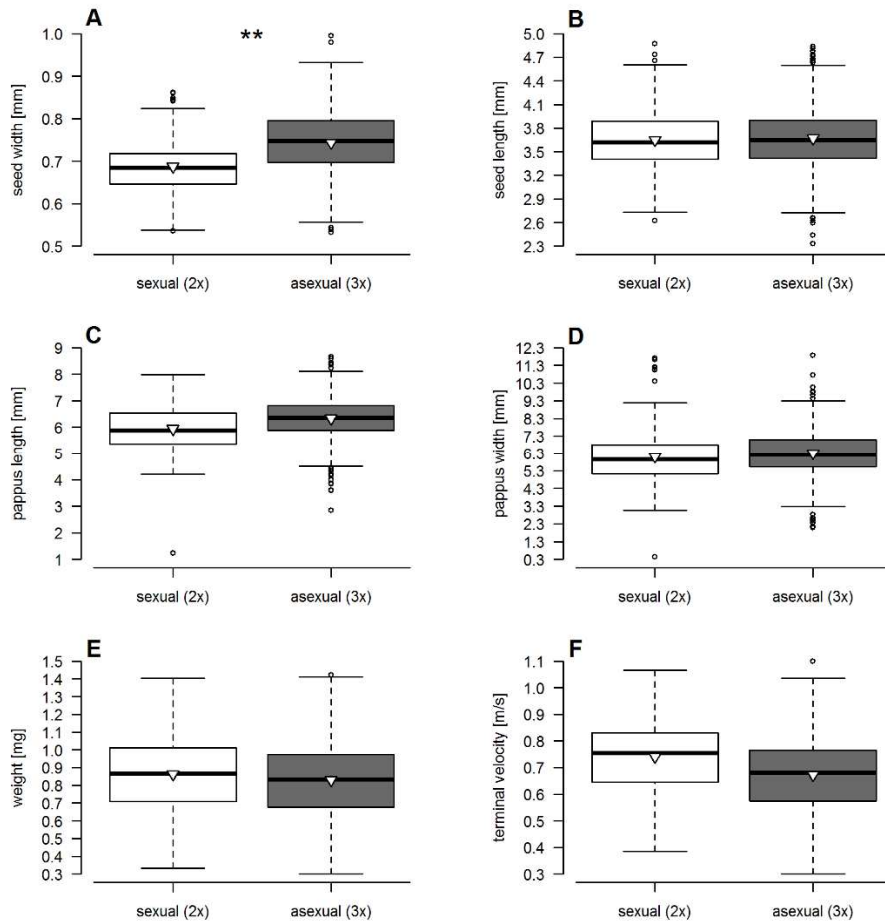 A
**
seed width [mm]
1.0
0.9
0.8
0.7
0.6
0.5
sexual (2x)
asexual (3x)
B
seed length [mm]
5.0
4.7
4.4
4.1
3.8
3.5
3.2
2.9
2.6
2.3
sexual (2x)
asexual (3x)
C
pappus length [mm]
9
8
7
6
5
4
3
2
1
sexual (2x)
asexual (3x)
D
pappus width [mm]
12.3
11.3
10.3
9.3
8.3
7.3
6.3
5.3
4.3
3.3
2.3
1.3
0.3
sexual (2x)
asexual (3x)
E
weight [mg]
1.5
1.4
1.3
1.2
1.1
1.0
0.9
0.8
0.7
0.6
0.5
0.4
0.3
sexual (2x)
asexual (3x)
F
terminal velocity [m/s]
1.1
1.0
0.9
0.8
0.7
0.6
0.5
0.4
0.3
sexual (2x)
asexual (3x)